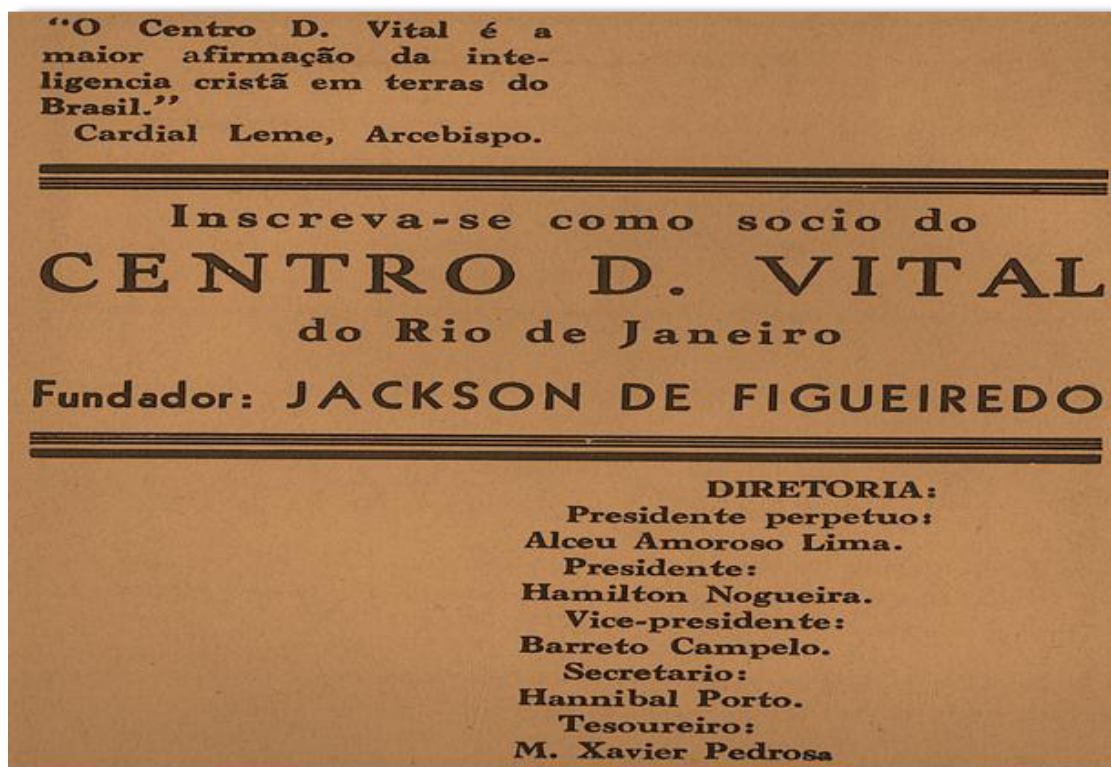 “O Centro D. Vital é a
maior afirmação da inte-
ligencia cristã em terras do
Brasil.”
Cardial Leme, Arcebispo.
Inscreva-se como socio do
CENTRO D. VITAL
do Rio de Janeiro
Fundador: JACKSON DE FIGUEIREDO
DIRETORIA:
Presidente perpetuo:
Alceu Amoroso Lima.
Presidente:
Hamilton Nogueira.
Vice-presidente:
Barreto Campelo.
Secretario:
Hannibal Porto.
Tesoureiro:
M. Xavier Pedrosa